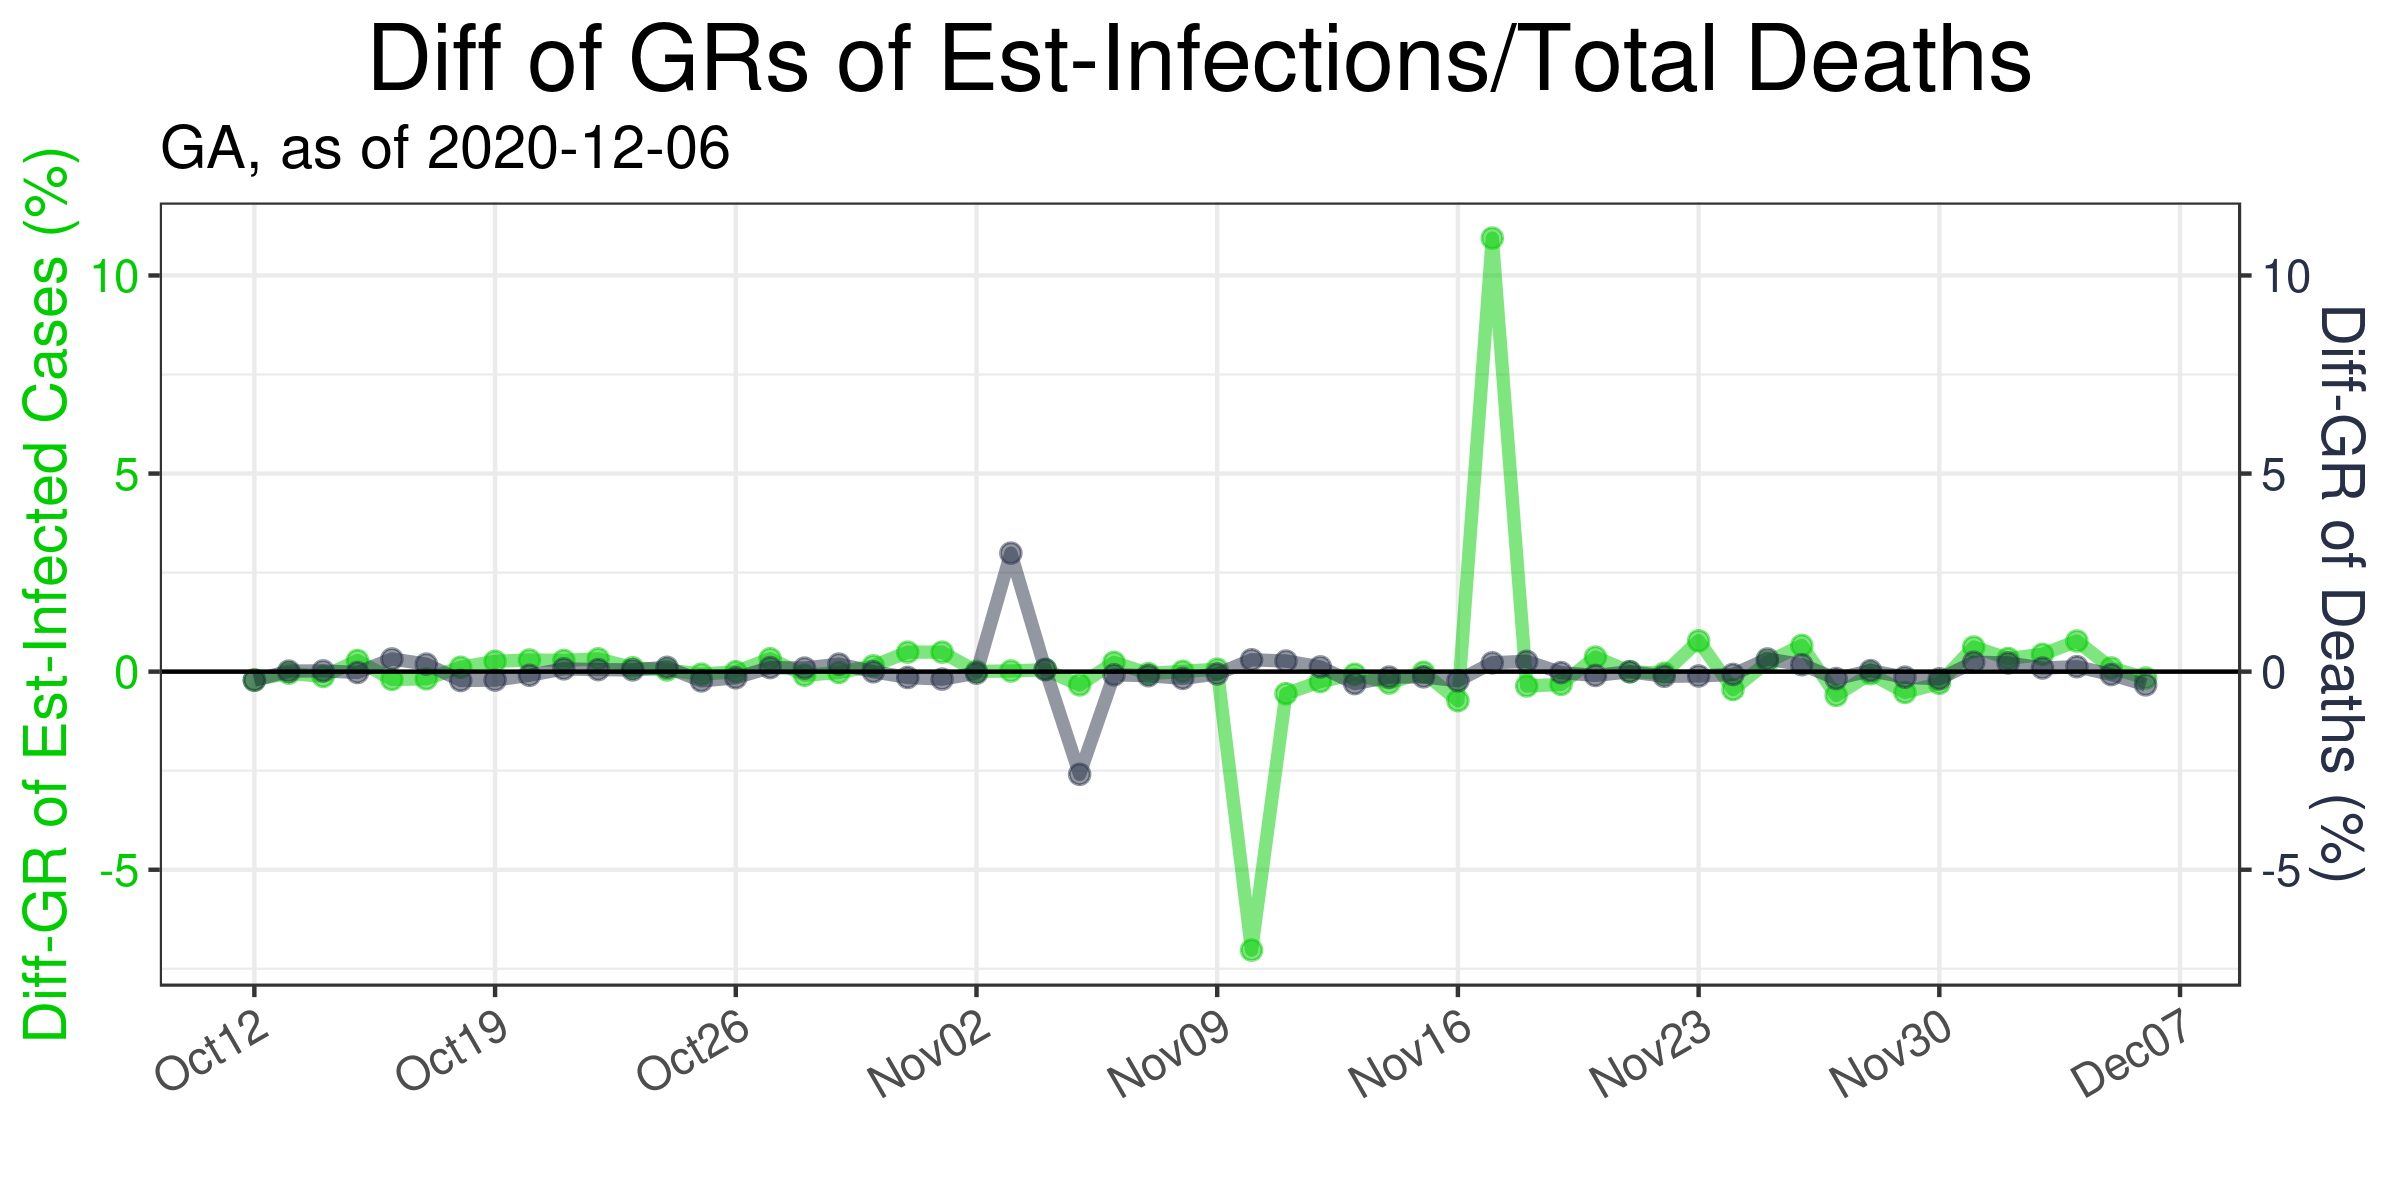 Diff of GRs of Est-Infections/Total Deaths
GA, as of 2020-12-06
Diff-GR of Est-Infected Cases (%)
10
5
0
-5
10
5
0
-5
Diff-GR of Deaths (%)
Oct12
Oct19
Oct26
Nov02
Nov09
Nov16
Nov23
Nov30
Dec07